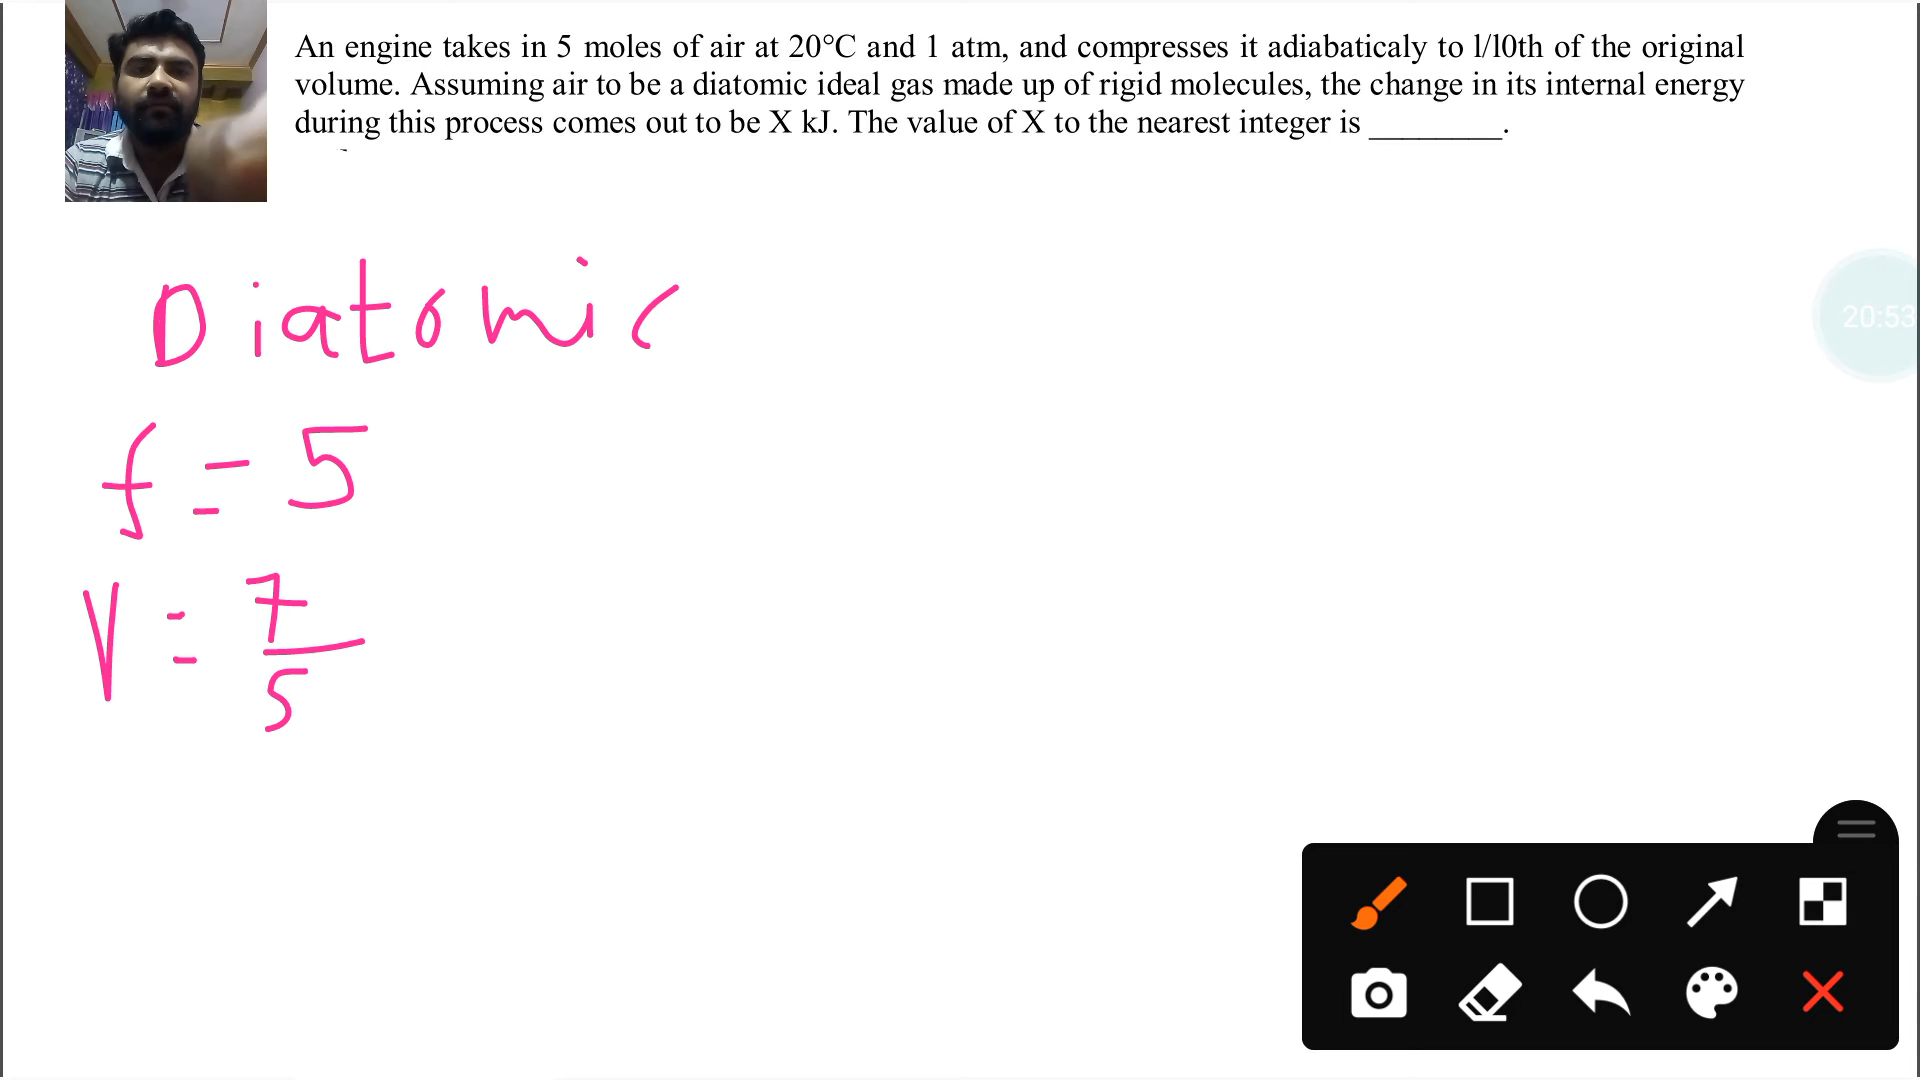 An engine takes in 5 moles of air at 20°C and 1 atm, and compresses it adiabaticaly to l/l0th of the original
volume. Assuming air to be a diatomic ideal gas made up of rigid molecules, the change in its internal energy
during this process comes out to be X kJ. The value of X to the nearest integer is ________.
Diatomic
f = 5
γ = 7/5
20:53